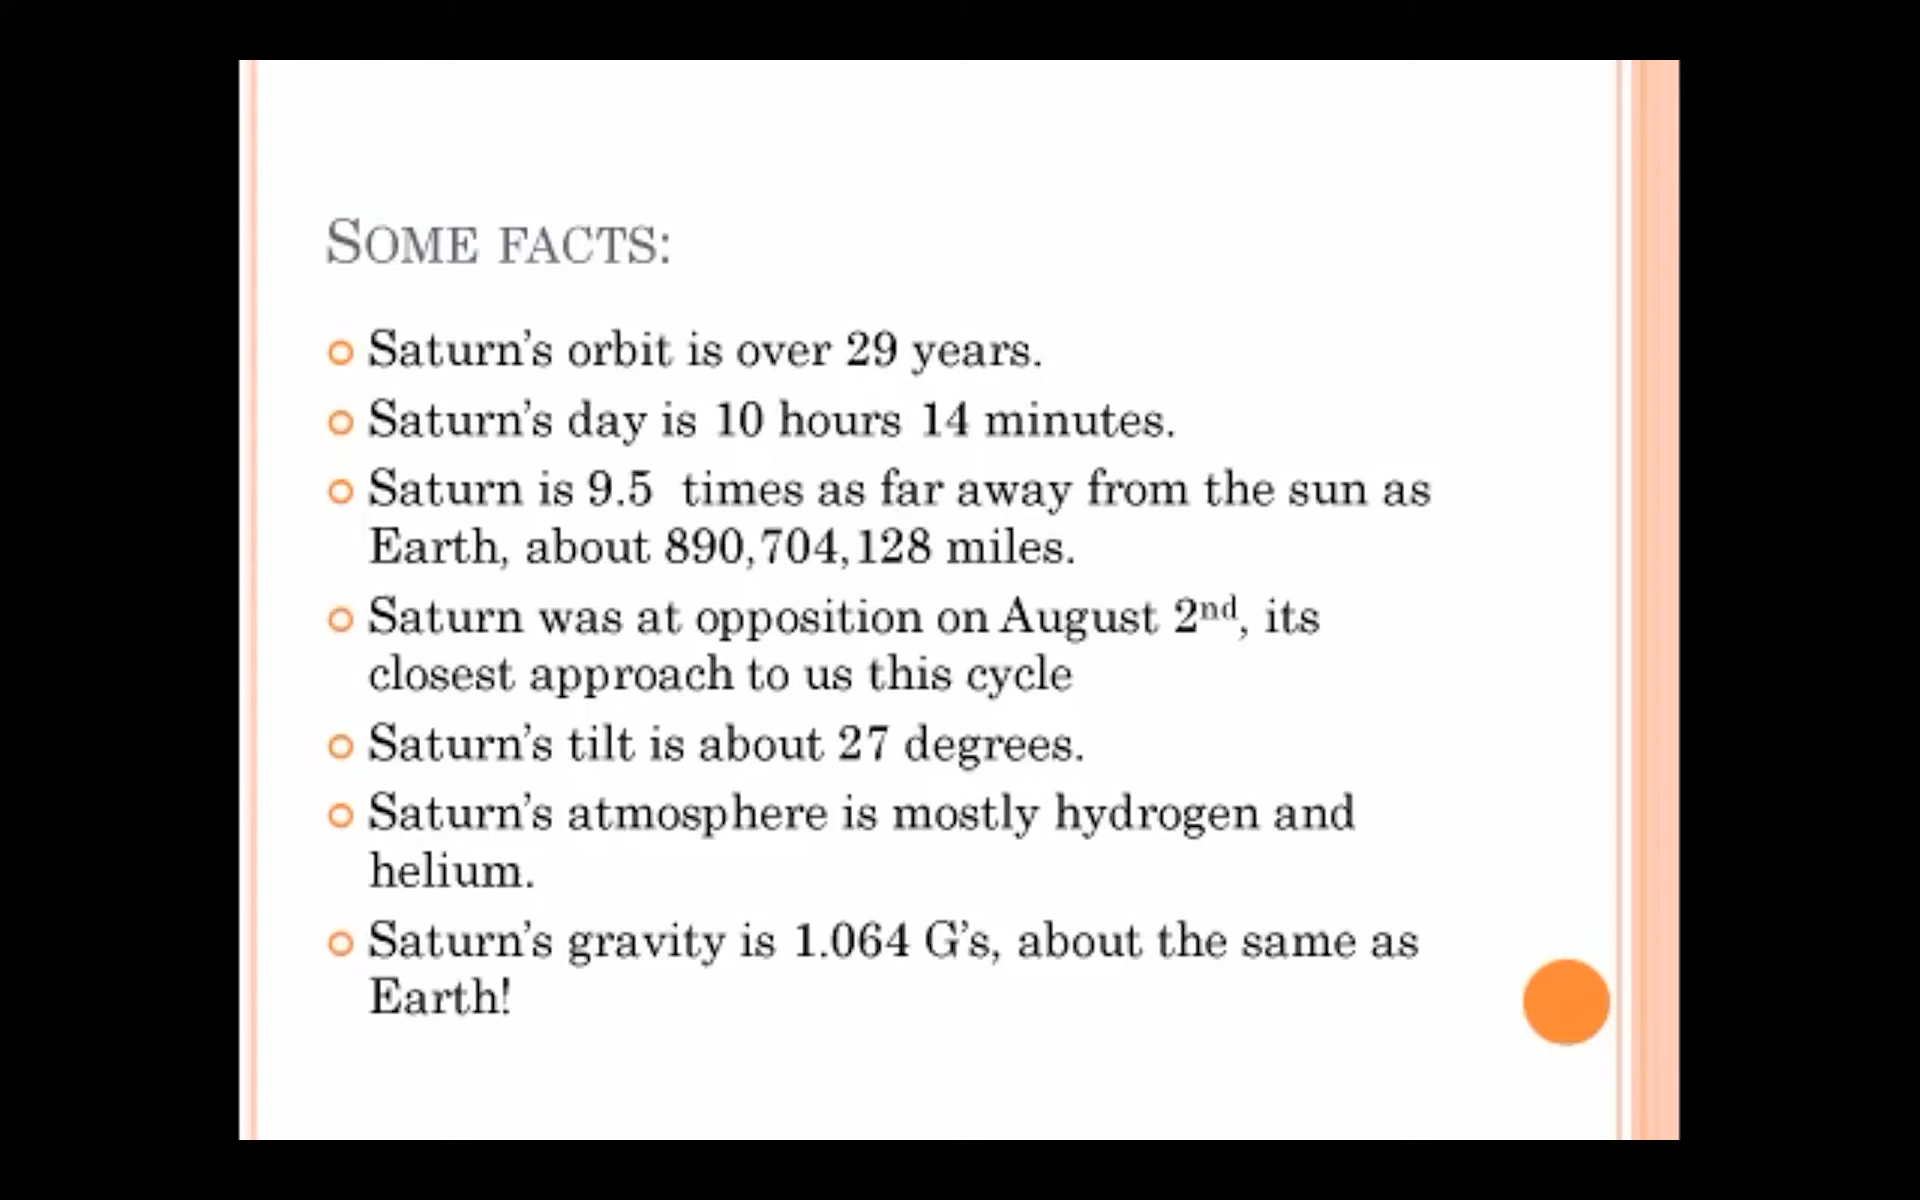 SOME FACTS:
Saturn's orbit is over 29 years.
Saturn's day is 10 hours 14 minutes.
Saturn is 9.5  times as far away from the sun as
Earth, about 890,704,128 miles.
Saturn was at opposition on August 2nd, its
closest approach to us this cycle
Saturn's tilt is about 27 degrees.
Saturn's atmosphere is mostly hydrogen and
helium.
Saturn's gravity is 1.064 G's, about the same as
Earth!